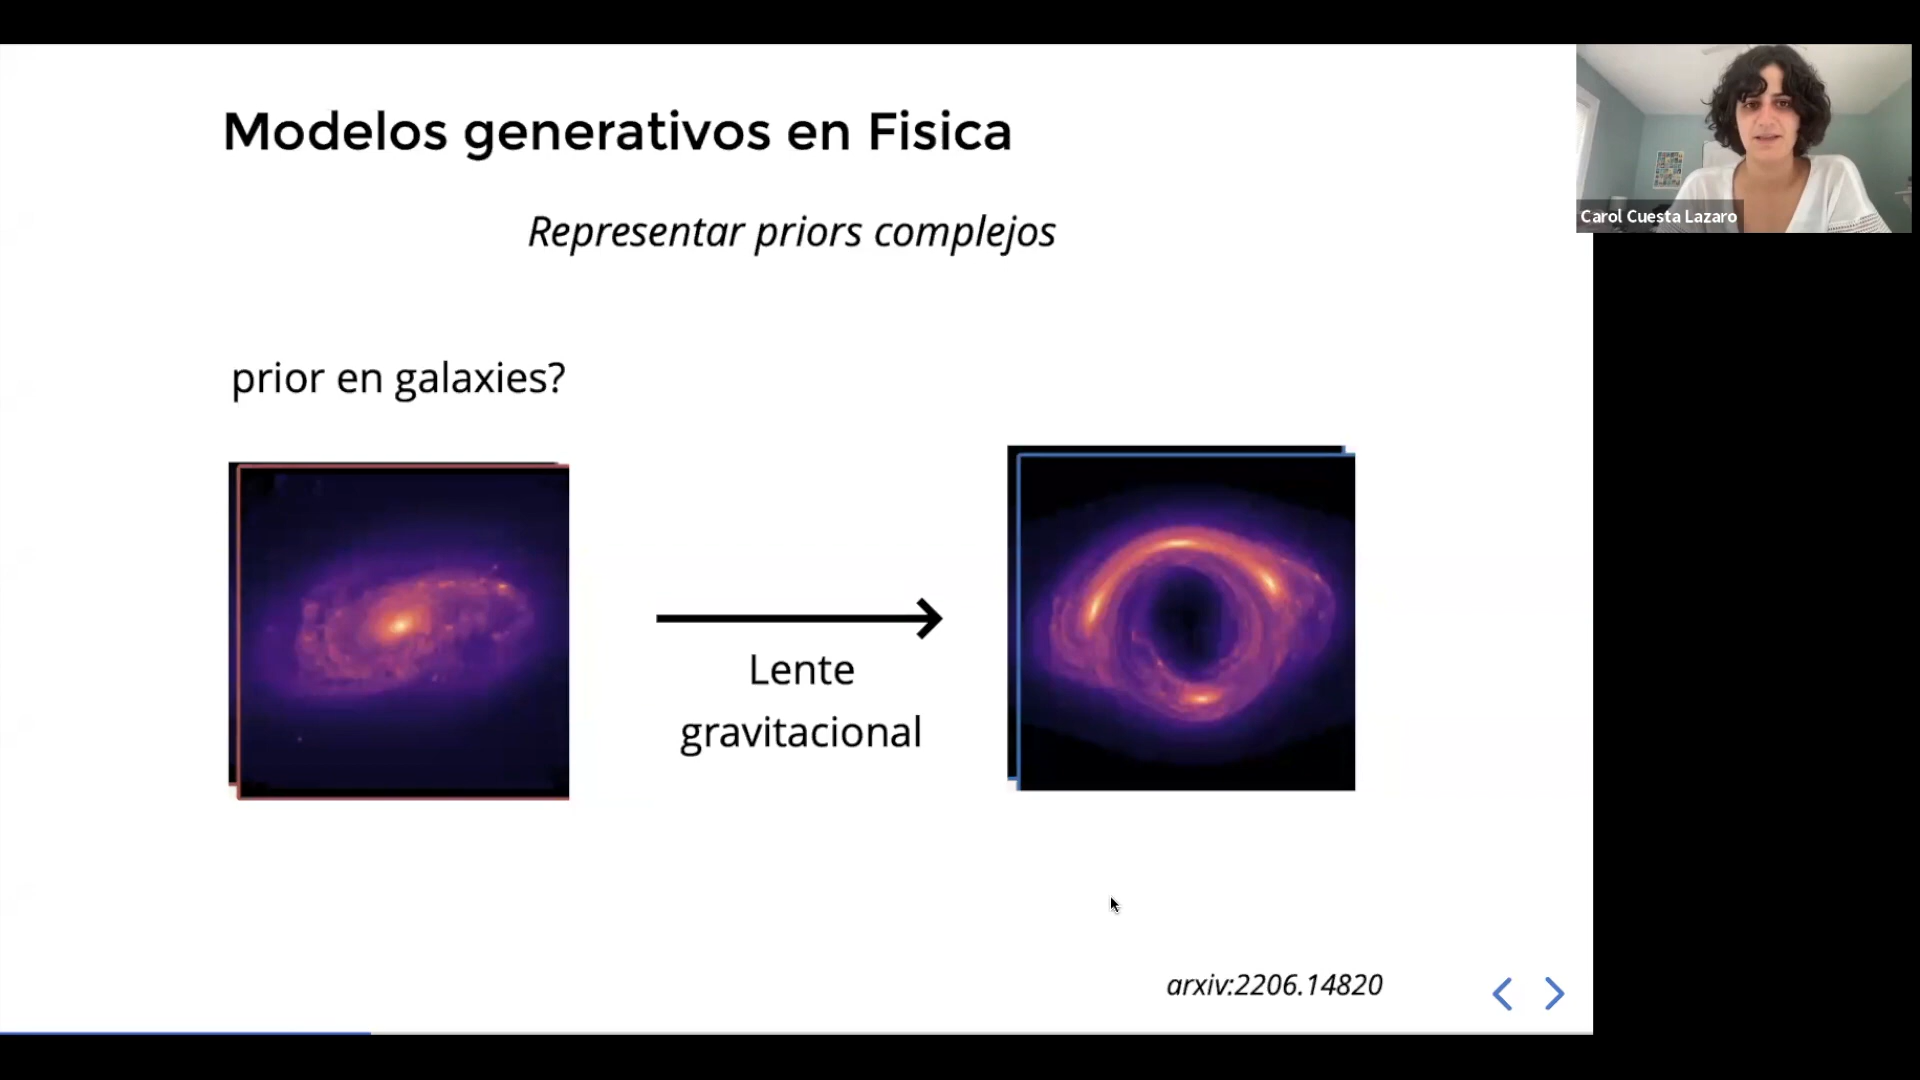 Modelos generativos en Fisica
Representar priors complejos
prior en galaxies?
Lente
gravitacional
arxiv:2206.14820
Carol Cuesta Lazaro